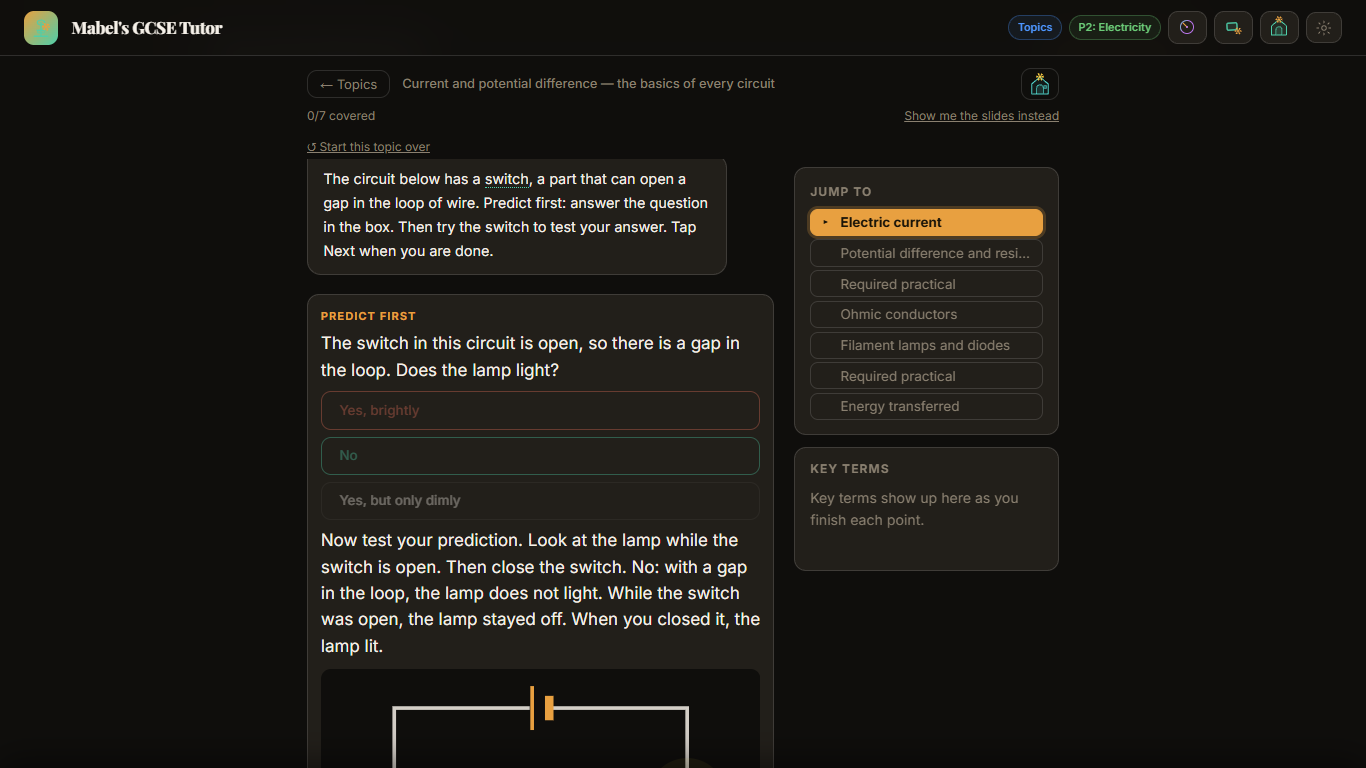 Mabel's GCSE Tutor
Topics
P2: Electricity
← Topics
Current and potential difference — the basics of every circuit
0/7 covered
Show me the slides instead
↺ Start this topic over
The circuit below has a switch, a part that can open a
gap in the loop of wire. Predict first: answer the question
in the box. Then try the switch to test your answer. Tap
Next when you are done.
PREDICT FIRST
The switch in this circuit is open, so there is a gap in
the loop. Does the lamp light?
Yes, brightly
No
Yes, but only dimly
Now test your prediction. Look at the lamp while the
switch is open. Then close the switch. No: with a gap
in the loop, the lamp does not light. While the switch
was open, the lamp stayed off. When you closed it, the
lamp lit.
JUMP TO
‣ Electric current
Potential difference and resi...
Required practical
Ohmic conductors
Filament lamps and diodes
Required practical
Energy transferred
KEY TERMS
Key terms show up here as you
finish each point.